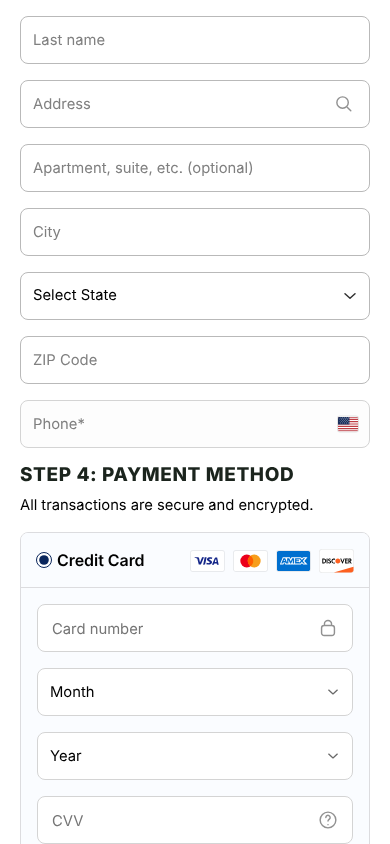 Last name
Address
Apartment, suite, etc. (optional)
City
Select State
ZIP Code
Phone*
STEP 4: PAYMENT METHOD
All transactions are secure and encrypted.
Credit Card VISA AMEX DISCOVER
Card number
Month
Year
CVV